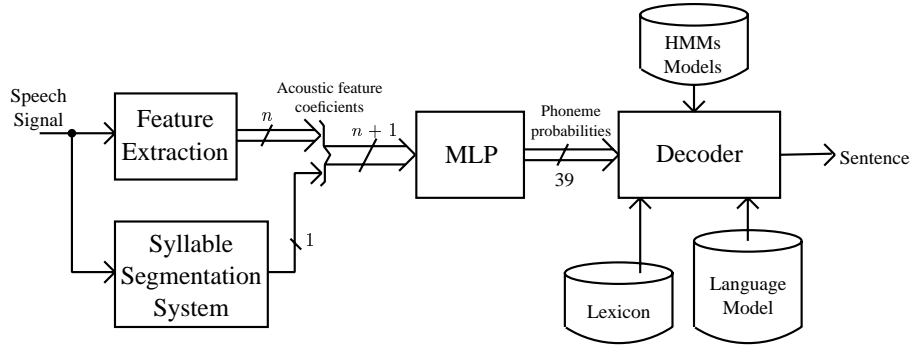 HMMs
Models
Speech
Signal
Feature
Extraction
n
Acoustic feature
coeficients
n + 1
MLP
Phoneme
probabilities
39
Decoder
Sentence
Syllable
Segmentation
System
1
Lexicon
Language
Model